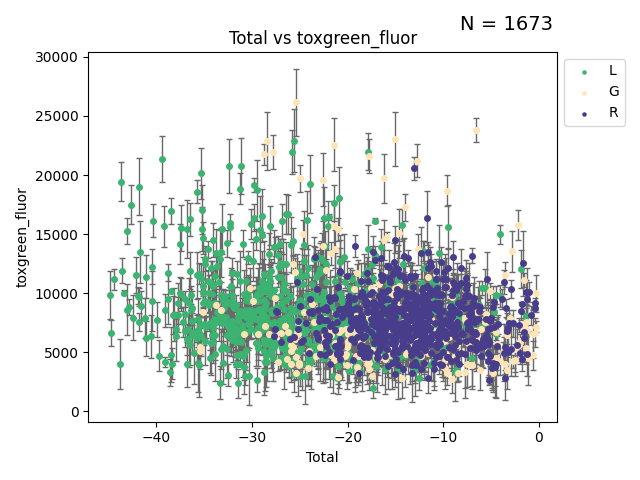 N = 1673
Total vs toxgreen_fluor
30000
25000
20000
15000
10000
5000
0
toxgreen_fluor
−40
−30
−20
−10
0
Total
L
G
R